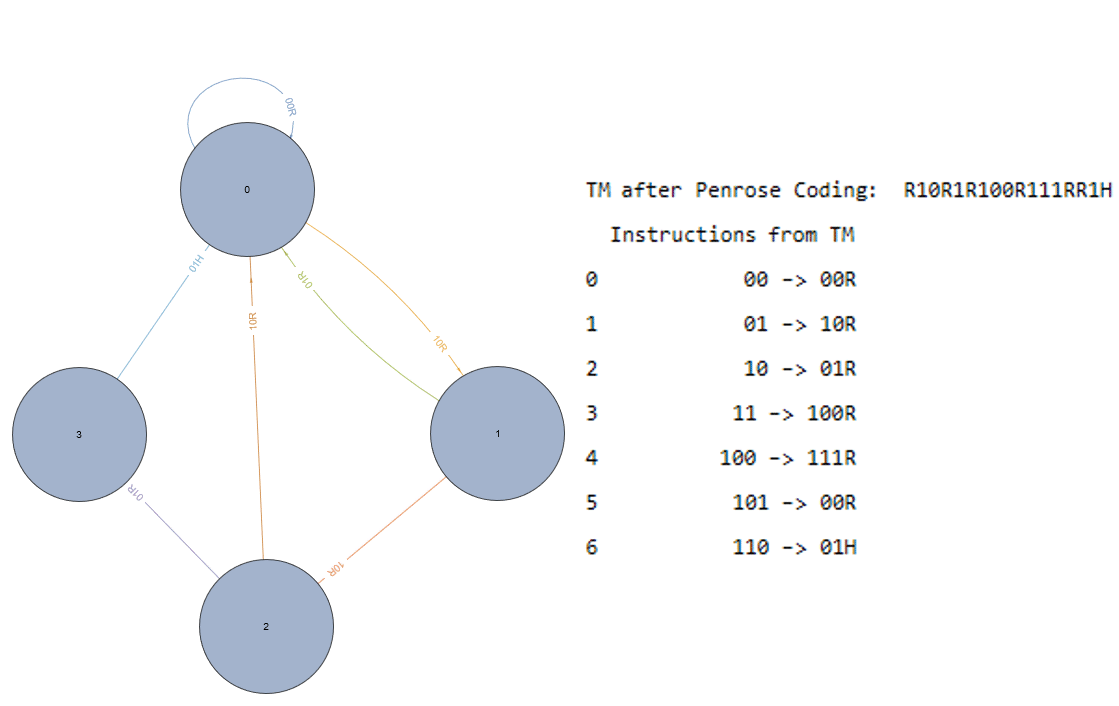 00R
0
01H
01R
10R
10R
3
1
01R
10R
2
TM after Penrose Coding: R10R1R100R111RR1H
Instructions from TM
0 00 -> 00R
1 01 -> 10R
2 10 -> 01R
3 11 -> 100R
4 100 -> 111R
5 101 -> 00R
6 110 -> 01H